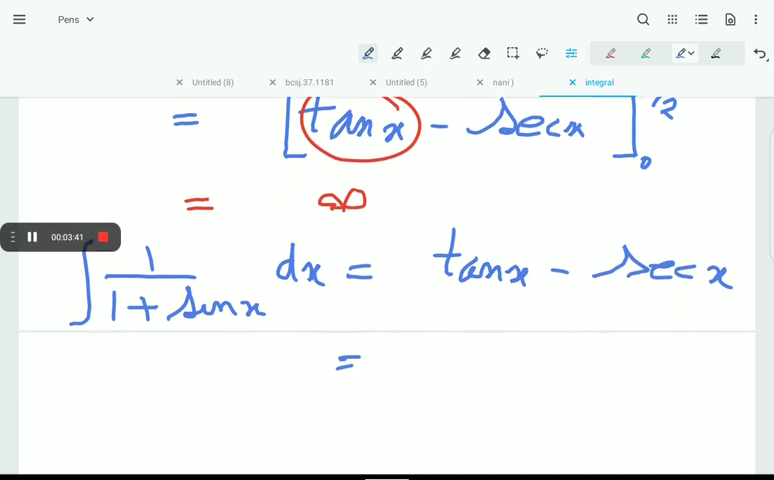 Pens
Untitled (8) bcsj.37.1181 Untitled (5) nani ) integral
= [tan x - sec x]₀
= ∞
00:03:41
∫ 1/(1 + sin x) dx = tan x - sec x
=